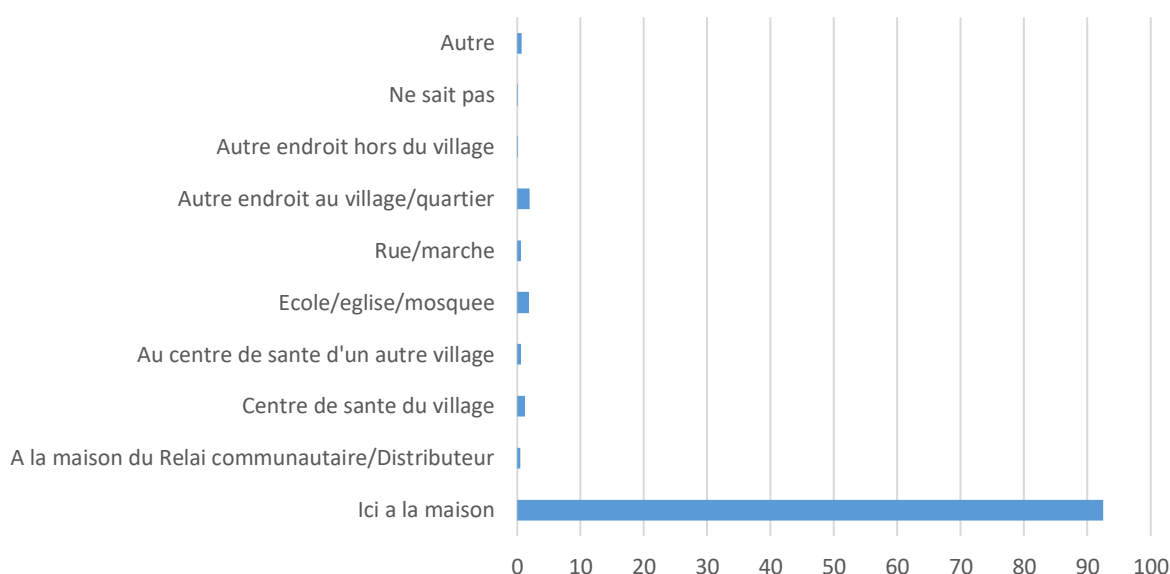 Autre
Ne sait pas
Autre endroit hors du village
Autre endroit au village/quartier
Rue/marche
Ecole/eglise/mosquee
Au centre de sante d'un autre village
Centre de sante du village
A la maison du Relai communautaire/Distributeur
Ici a la maison
0 10 20 30 40 50 60 70 80 90 100